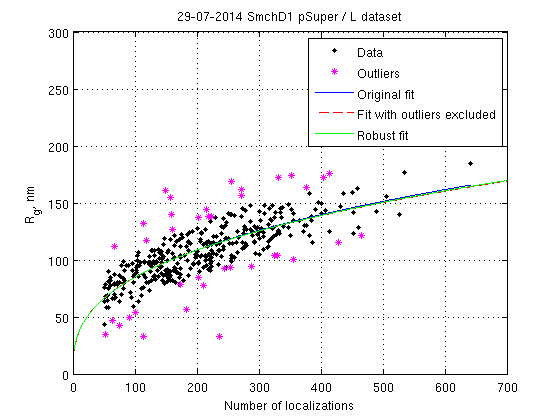 29-07-2014 SmchD1 pSuper / L dataset
300
250
200
150
100
50
0
Rg, nm
Data
Outliers
Original fit
Fit with outliers excluded
Robust fit
0 100 200 300 400 500 600 700
Number of localizations